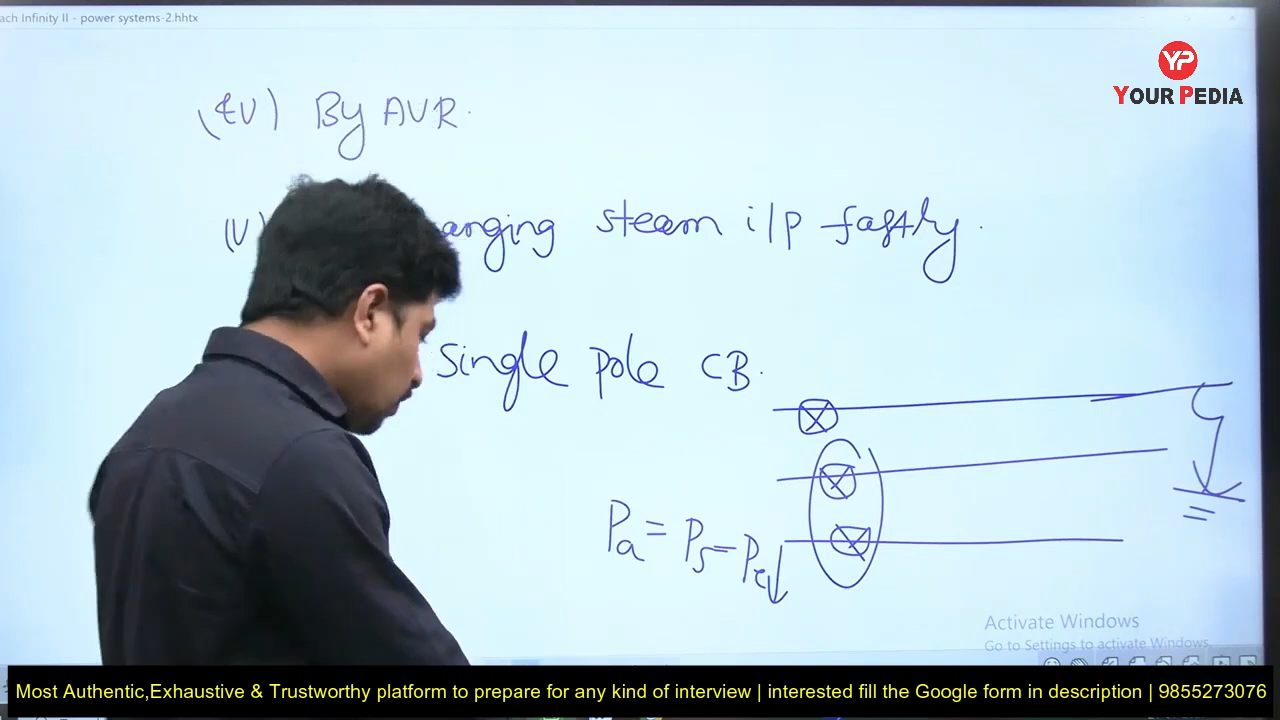 ach Infinity II - power systems-2.hhtx
YP
YOUR PEDIA
(iv) By AVR.
(V) anging steam i/p fastly.
Single pole CB.
Pa = Ps - Pe↓
Activate Windows
Go to Settings to activate Windows.
Most Authentic,Exhaustive & Trustworthy platform to prepare for any kind of interview | interested fill the Google form in description | 9855273076